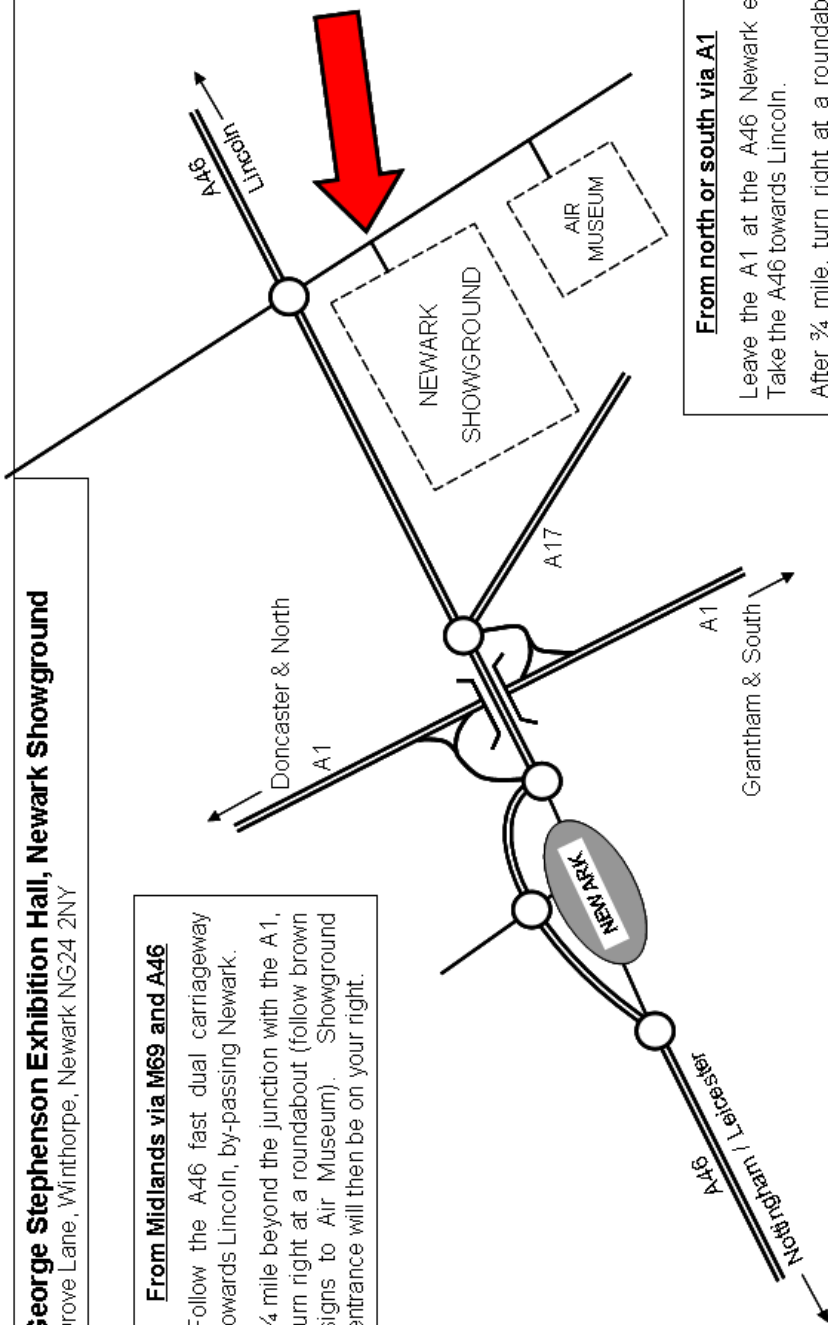 George Stephenson Exhibition Hall, Newark Showground
rove Lane, Winthorpe, Newark NG24 2NY
From Midlands via M69 and A46
Follow the A46 fast dual carriageway
owards Lincoln, by-passing Newark.
mile beyond the junction with the A1,
urn right at a roundabout (follow brown
signs to Air Museum). Showground
entrance will then be on your right.
Doncaster & North
A1
A46
Lincoln
NEWARK
SHOWGROUND
AIR
MUSEUM
A17
A1
Grantham & South
NEWARK
A46
Nottingham / Leicester
From north or south via A1
Leave the A1 at the A46 Newark e
Take the A46 towards Lincoln.
After ¾ mile, turn right at a roundab